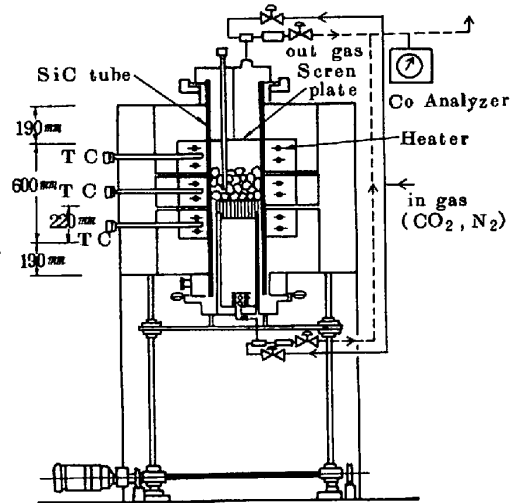 out gas
SiC tube
Scren
plate
Co Analyzer
190mm
Heater
T C
600mm
T C
in gas
(CO2, N2)
220mm
T C
190mm